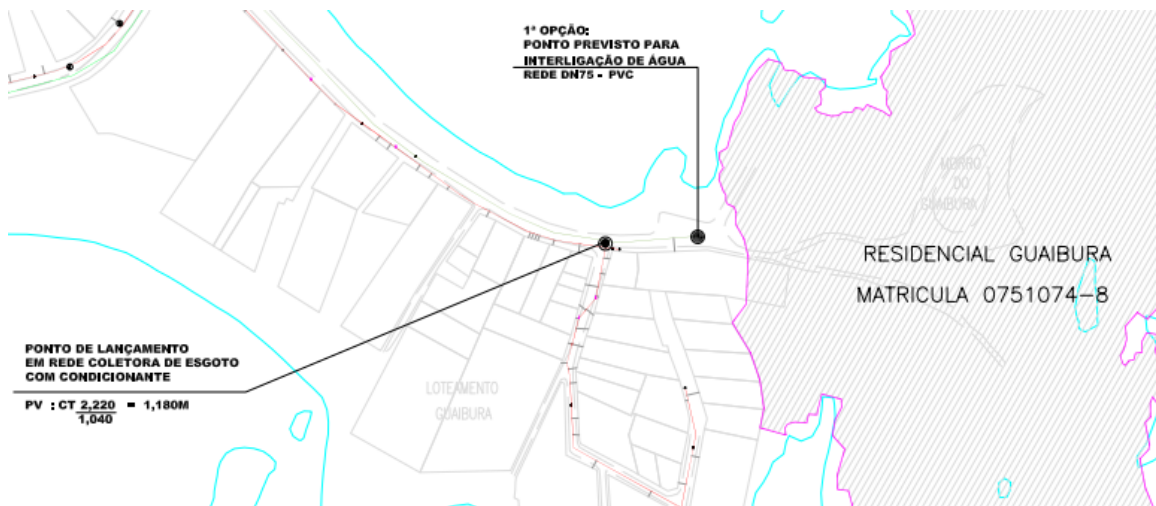 1ª OPÇÃO:
PONTO PREVISTO PARA
INTERLIGAÇÃO DE ÁGUA
REDE DN75 - PVC
MORRO
DO
GUAIBURA
RESIDENCIAL GUAIBURA
MATRICULA 0751074-8
PONTO DE LANÇAMENTO
EM REDE COLETORA DE ESGOTO
COM CONDICIONANTE
PV : CT 2,220 = 1,180M
1,040
LOTEAMENTO
GUAIBURA